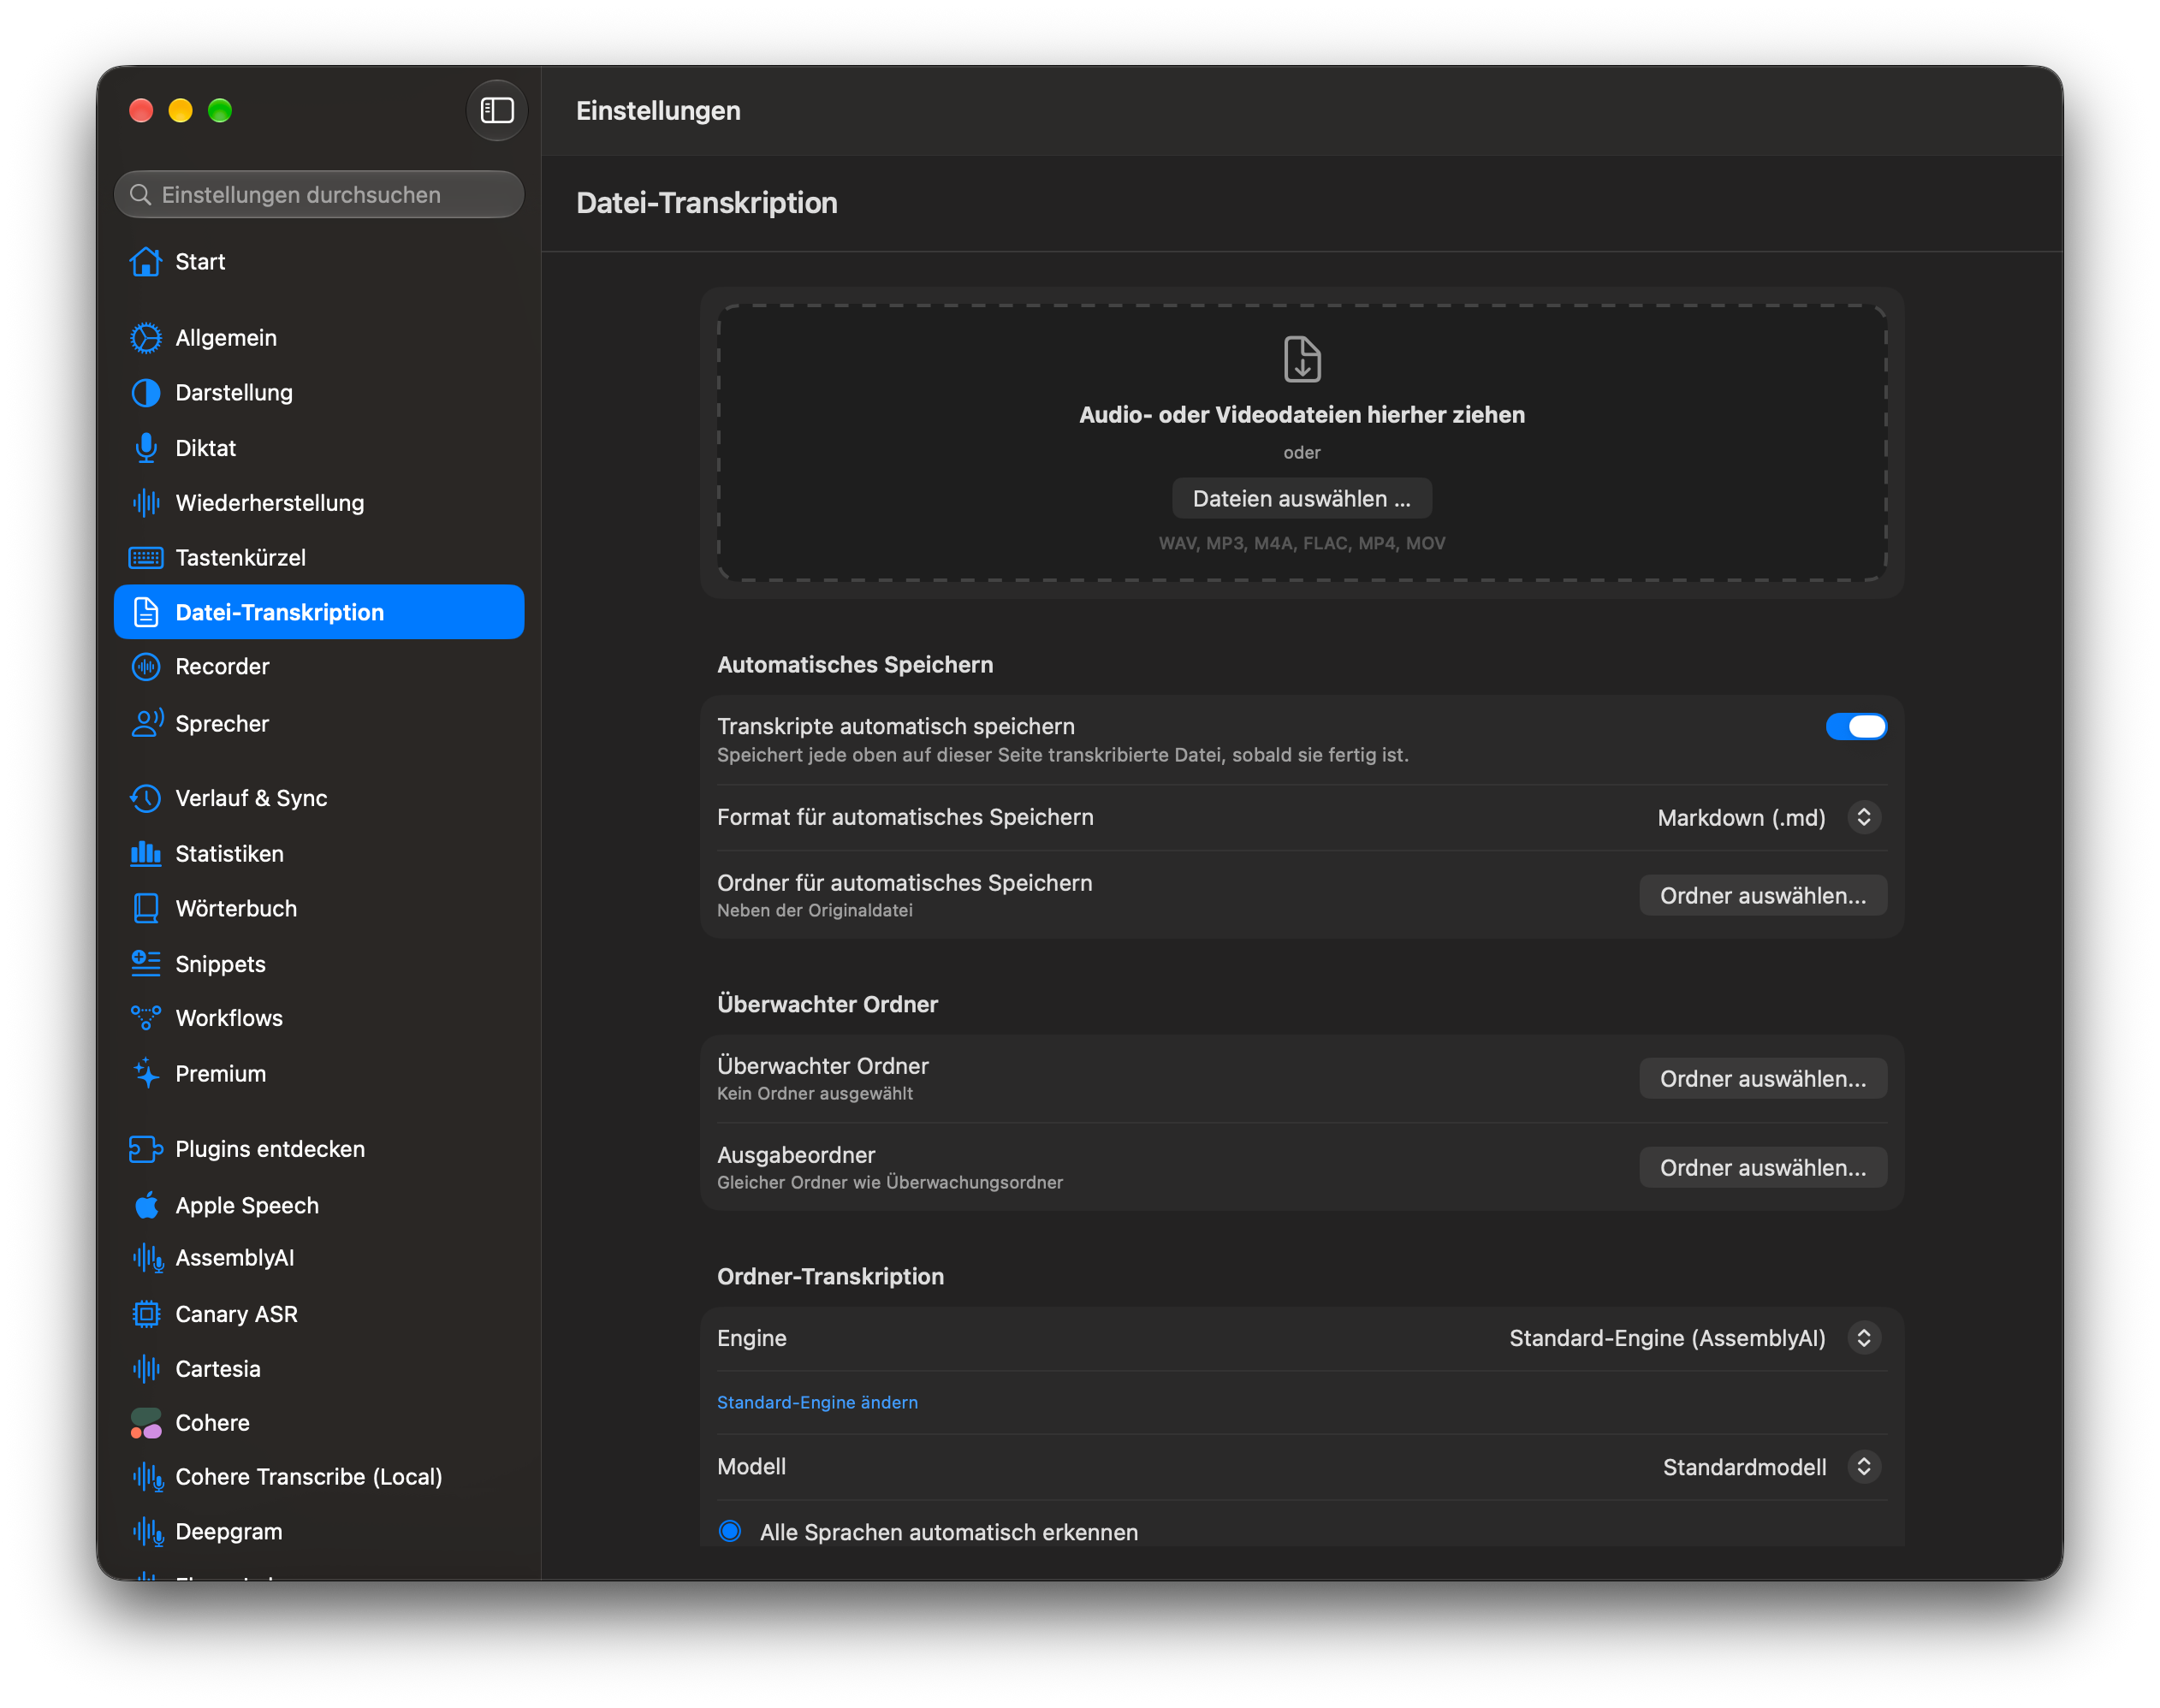 Einstellungen
Einstellungen durchsuchen
Start
Allgemein
Darstellung
Diktat
Wiederherstellung
Tastenkürzel
Datei-Transkription
Recorder
Sprecher
Verlauf & Sync
Statistiken
Wörterbuch
Snippets
Workflows
Premium
Plugins entdecken
Apple Speech
AssemblyAI
Canary ASR
Cartesia
Cohere
Cohere Transcribe (Local)
Deepgram
Datei-Transkription
Audio- oder Videodateien hierher ziehen
oder
Dateien auswählen ...
WAV, MP3, M4A, FLAC, MP4, MOV
Automatisches Speichern
Transkripte automatisch speichern
Speichert jede oben auf dieser Seite transkribierte Datei, sobald sie fertig ist.
Format für automatisches Speichern Markdown (.md)
Ordner für automatisches Speichern
Neben der Originaldatei
Ordner auswählen...
Überwachter Ordner
Überwachter Ordner
Kein Ordner ausgewählt
Ordner auswählen...
Ausgabeordner
Gleicher Ordner wie Überwachungsordner
Ordner auswählen...
Ordner-Transkription
Engine Standard-Engine (AssemblyAI)
Standard-Engine ändern
Modell Standardmodell
Alle Sprachen automatisch erkennen